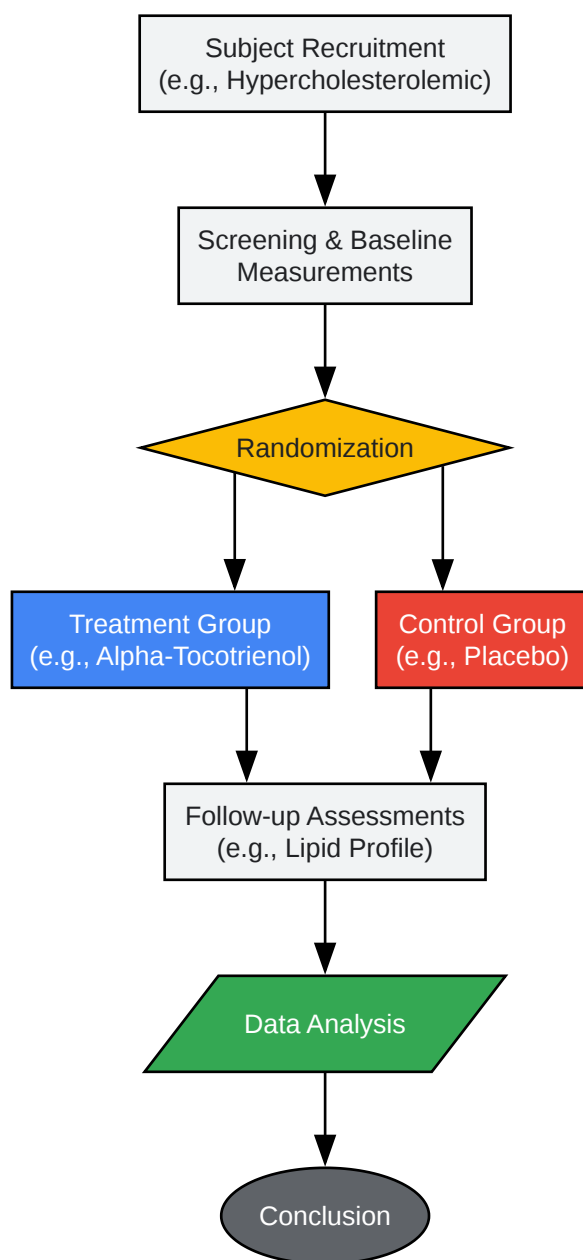 Subject Recruitment
(e.g., Hypercholesterolemic)
Screening & Baseline
Measurements
Randomization
Treatment Group
(e.g., Alpha-Tocotrienol)
Control Group
(e.g., Placebo)
Follow-up Assessments
(e.g., Lipid Profile)
Data Analysis
Conclusion